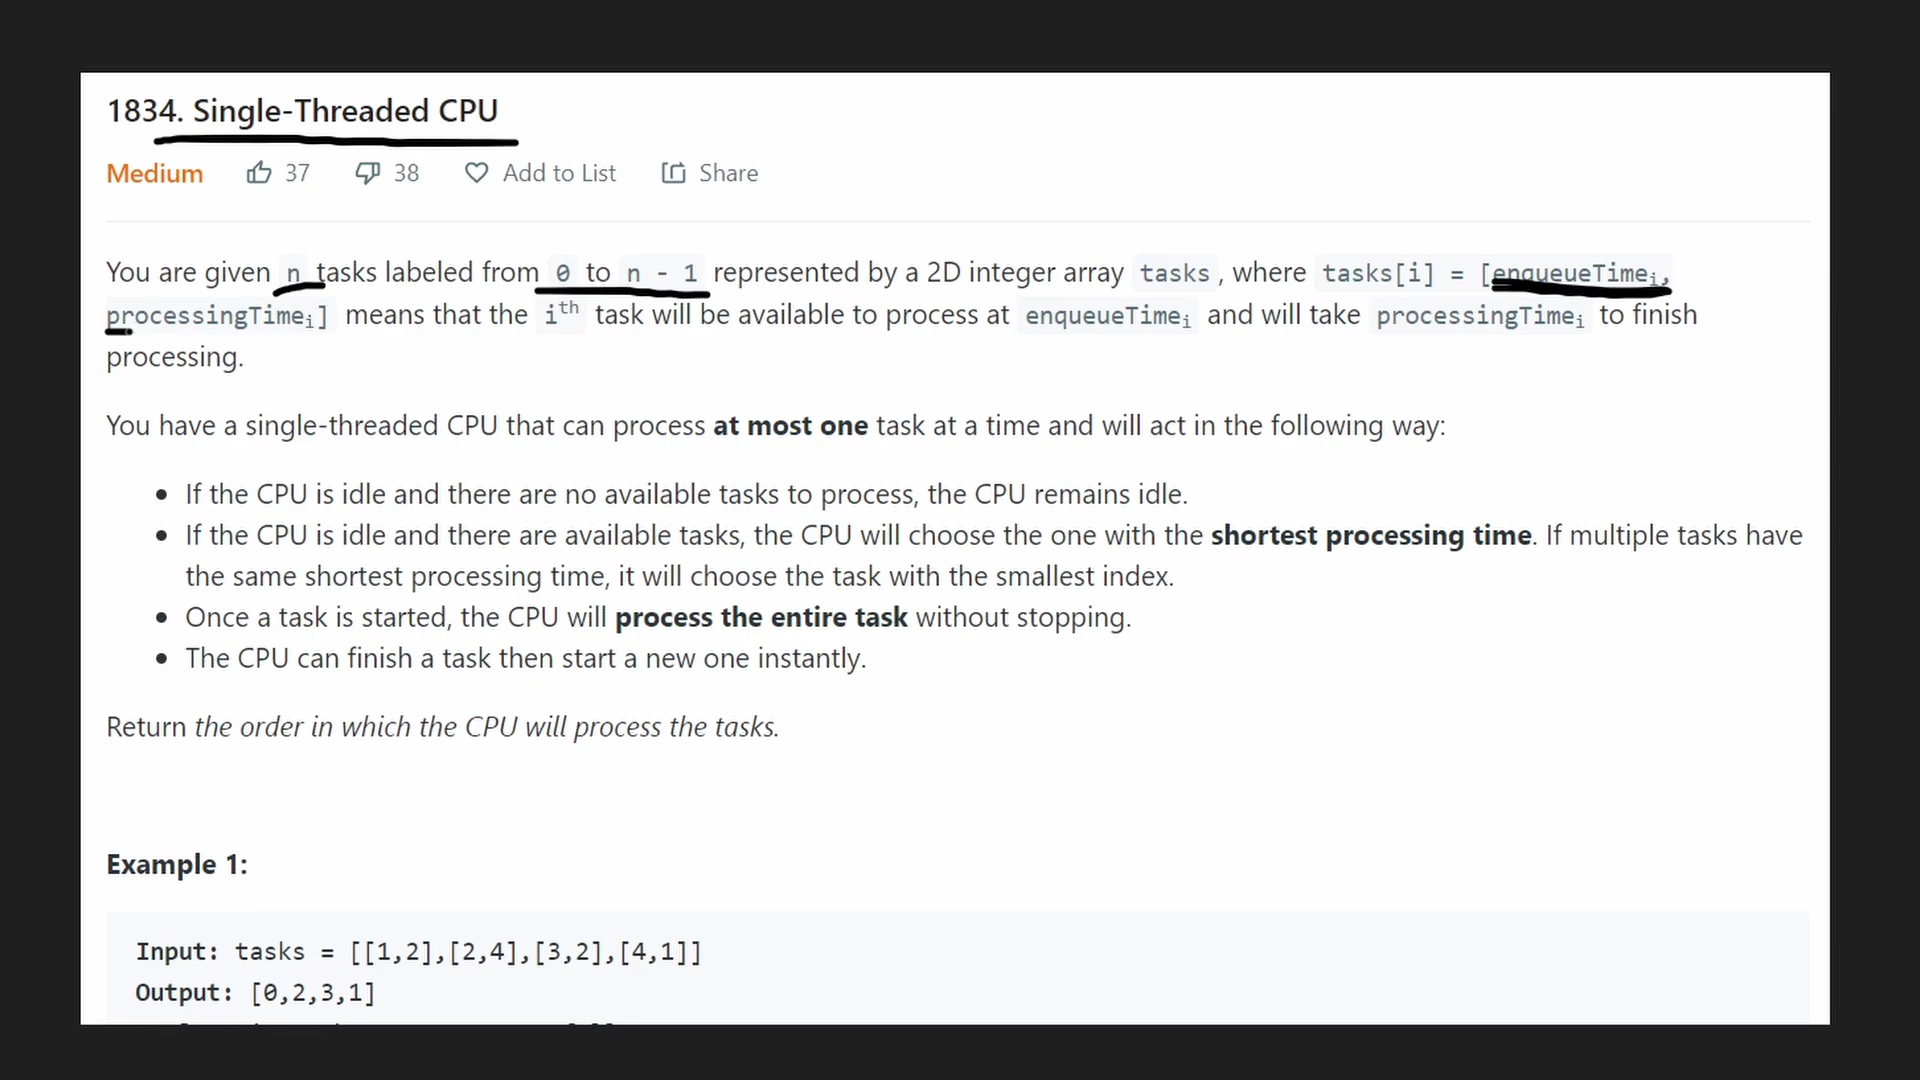 1834. Single-Threaded CPU
Medium 37 38 Add to List Share
You are given n tasks labeled from 0 to n - 1 represented by a 2D integer array tasks, where tasks[i] = [enqueueTimeᵢ,
processingTimeᵢ] means that the iᵗʰ task will be available to process at enqueueTimeᵢ and will take processingTimeᵢ to finish
processing.
You have a single-threaded CPU that can process at most one task at a time and will act in the following way:
• If the CPU is idle and there are no available tasks to process, the CPU remains idle.
• If the CPU is idle and there are available tasks, the CPU will choose the one with the shortest processing time. If multiple tasks have
the same shortest processing time, it will choose the task with the smallest index.
• Once a task is started, the CPU will process the entire task without stopping.
• The CPU can finish a task then start a new one instantly.
Return the order in which the CPU will process the tasks.
Example 1:
Input: tasks = [[1,2],[2,4],[3,2],[4,1]]
Output: [0,2,3,1]